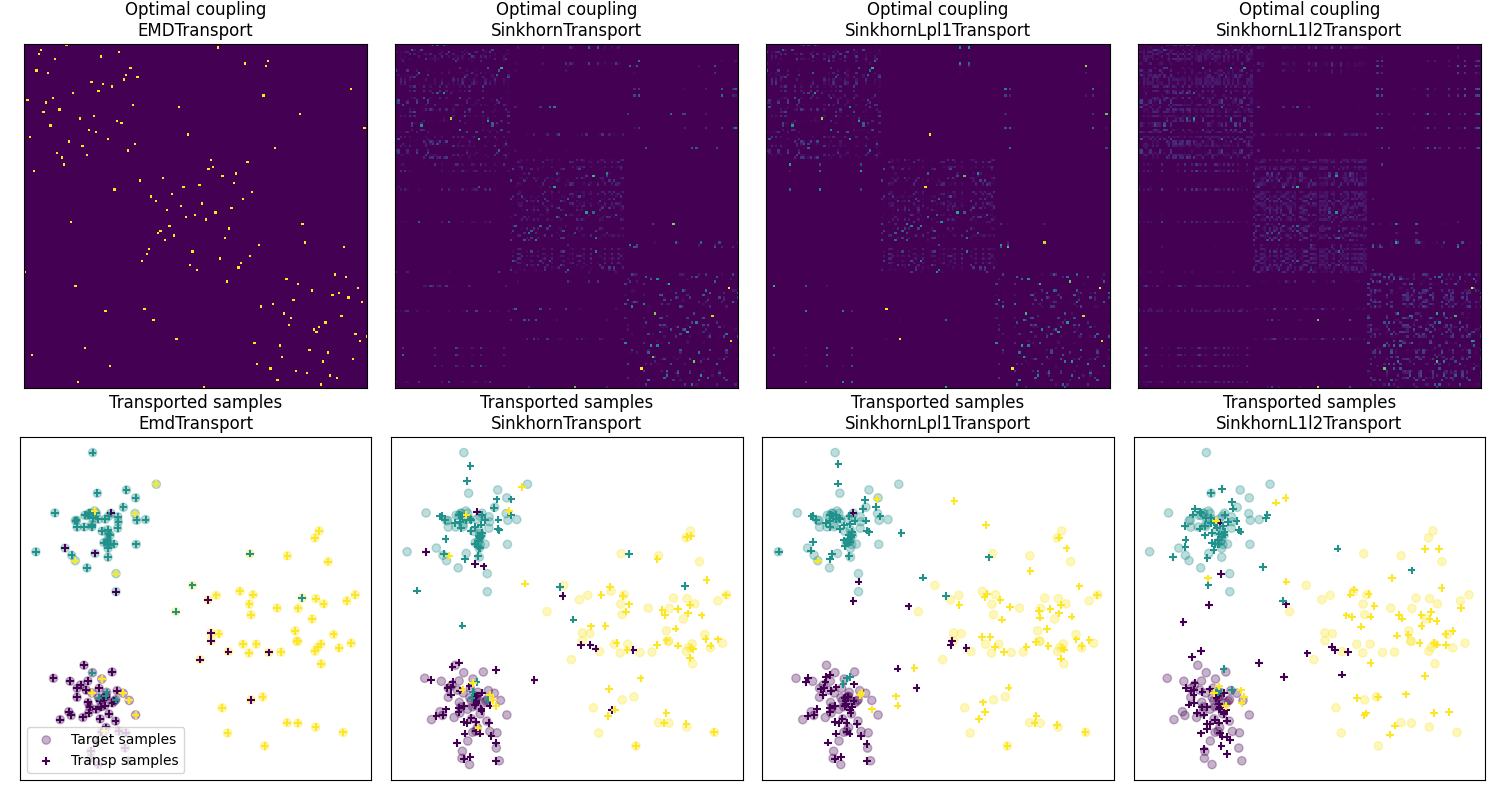 Optimal coupling
EMDTransport
Optimal coupling
SinkhornTransport
Optimal coupling
SinkhornLpl1Transport
Optimal coupling
SinkhornL1l2Transport
Transported samples
EmdTransport
Transported samples
SinkhornTransport
Transported samples
SinkhornLpl1Transport
Transported samples
SinkhornL1l2Transport
Target samples
Transp samples